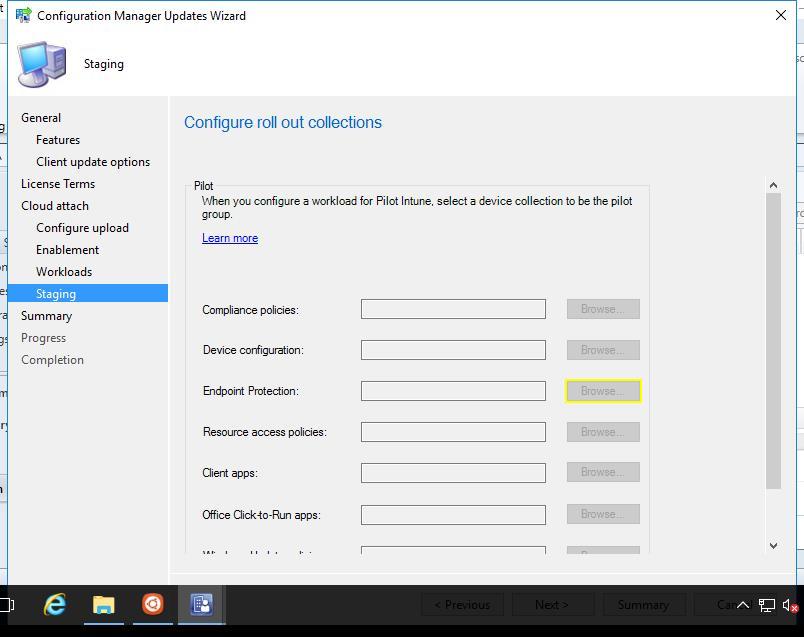 Configuration Manager Updates Wizard
Staging
General
Features
Client update options
License Terms
Cloud attach
Configure upload
Enablement
Workloads
Staging
Summary
Progress
Completion
Configure roll out collections
Pilot
When you configure a workload for Pilot Intune, select a device collection to be the pilot
group.
Learn more
Compliance policies:
Browse...
Device configuration:
Browse...
Endpoint Protection:
Browse...
Resource access policies:
Browse...
Client apps:
Browse...
Office Click-to-Run apps:
Browse...
< Previous
Next >
Summary